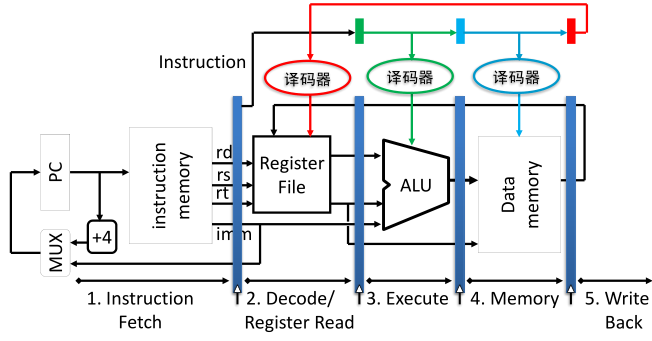 Instruction
译码器
译码器
译码器
PC
+4
MUX
instruction
memory
rd
rs
rt
imm
Register
File
ALU
Data
memory
1. Instruction
Fetch
2. Decode/
Register Read
3. Execute
4. Memory
5. Write
Back